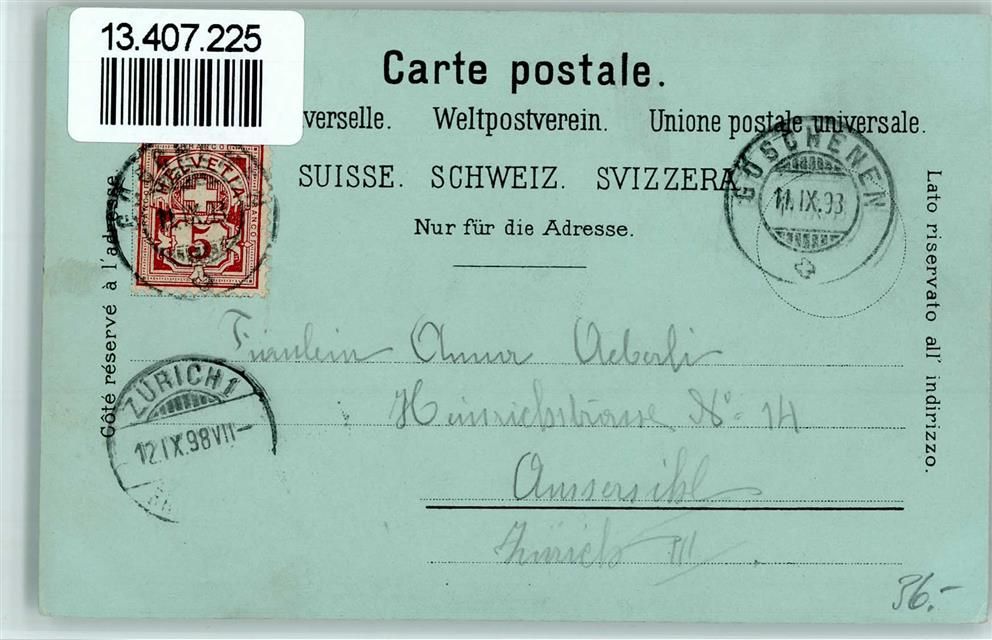 13.407.225
Carte postale.
verselle. Weltpostverein. Unione postale universale.
SUISSE. SCHWEIZ. SVIZZERA
Nur für die Adresse.
Côté réservé à l'adresse
Lato riservato all' indirizzo.
HELVETIA
FRANCO
5
GÖSCHENEN
11.IX.98
ZÜRICH 1
12.IX.98 VII-
Fräulein Anna Aeberli
Heinrichstrasse No. 14
Aussersihl
Zürich III
36.-